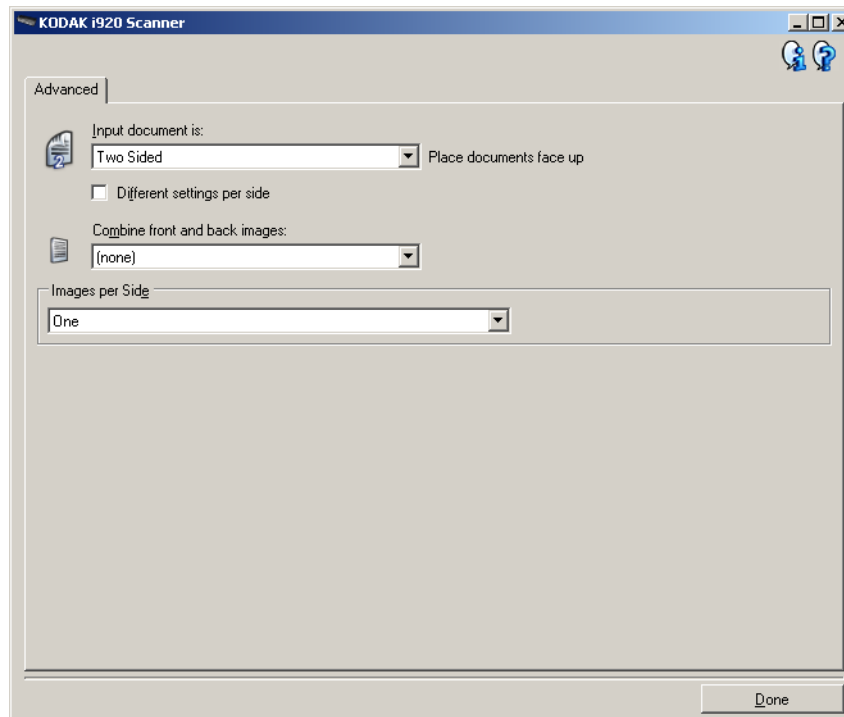 KODAK i920 Scanner
Advanced
Input document is:
Two Sided
Place documents face up
Different settings per side
Combine front and back images:
(none)
Images per Side
One
Done